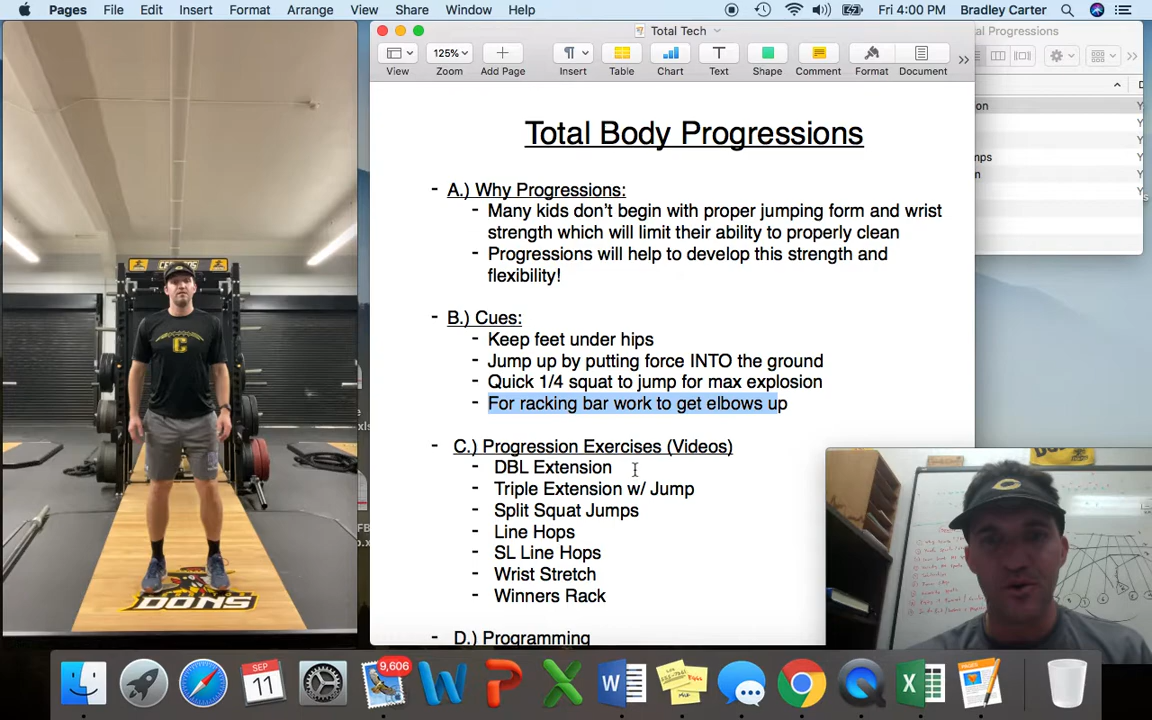 Pages File Edit Insert Format Arrange View Share Window Help Fri 4:00 PM Bradley Carter
Total Tech
al Progressions
125%
View Zoom Add Page Insert Table Chart Text Shape Comment Format Document
Total Body Progressions
- A.) Why Progressions:
- Many kids don’t begin with proper jumping form and wrist
strength which will limit their ability to properly clean
- Progressions will help to develop this strength and
flexibility!
- B.) Cues:
- Keep feet under hips
- Jump up by putting force INTO the ground
- Quick 1/4 squat to jump for max explosion
- For racking bar work to get elbows up
- C.) Progression Exercises (Videos)
- DBL Extension
- Triple Extension w/ Jump
- Split Squat Jumps
- Line Hops
- SL Line Hops
- Wrist Stretch
- Winners Rack
- D.) Programming
on
mps
n
C
DONS
SEP
11
9,606